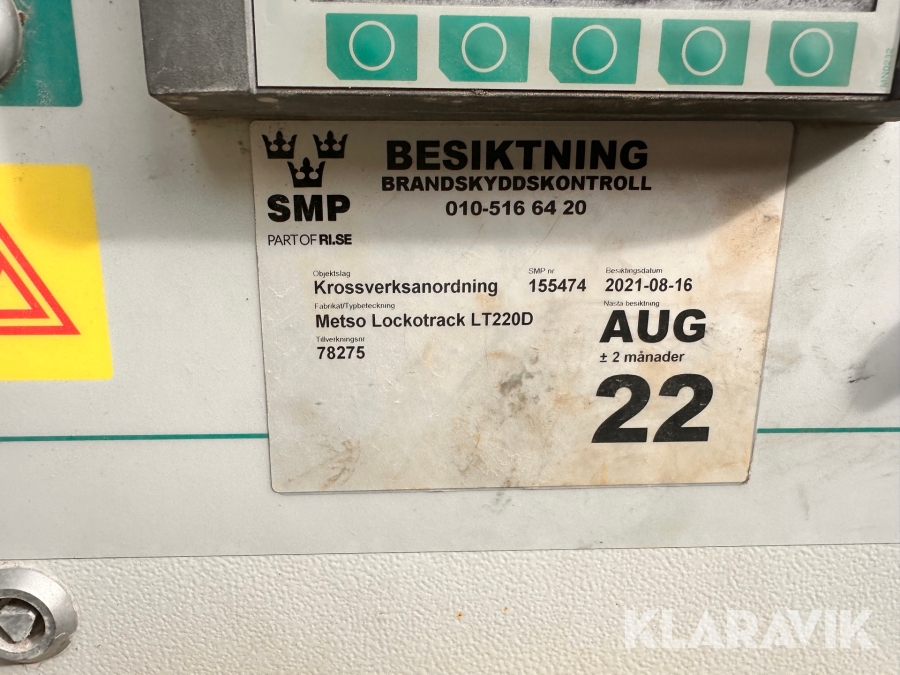 BESIKTNING
BRANDSKYDDSKONTROLL
010-516 64 20
SMP
PART OF RI.SE
Objektslag
Krossverksanordning
SMP nr
155474
Besiktingsdatum
2021-08-16
Fabrikat/Typbeteckning
Metso Lockotrack LT220D
Tillverkningsnr
78275
Nästa besiktning
AUG
± 2 månader
22
KLARAVIK